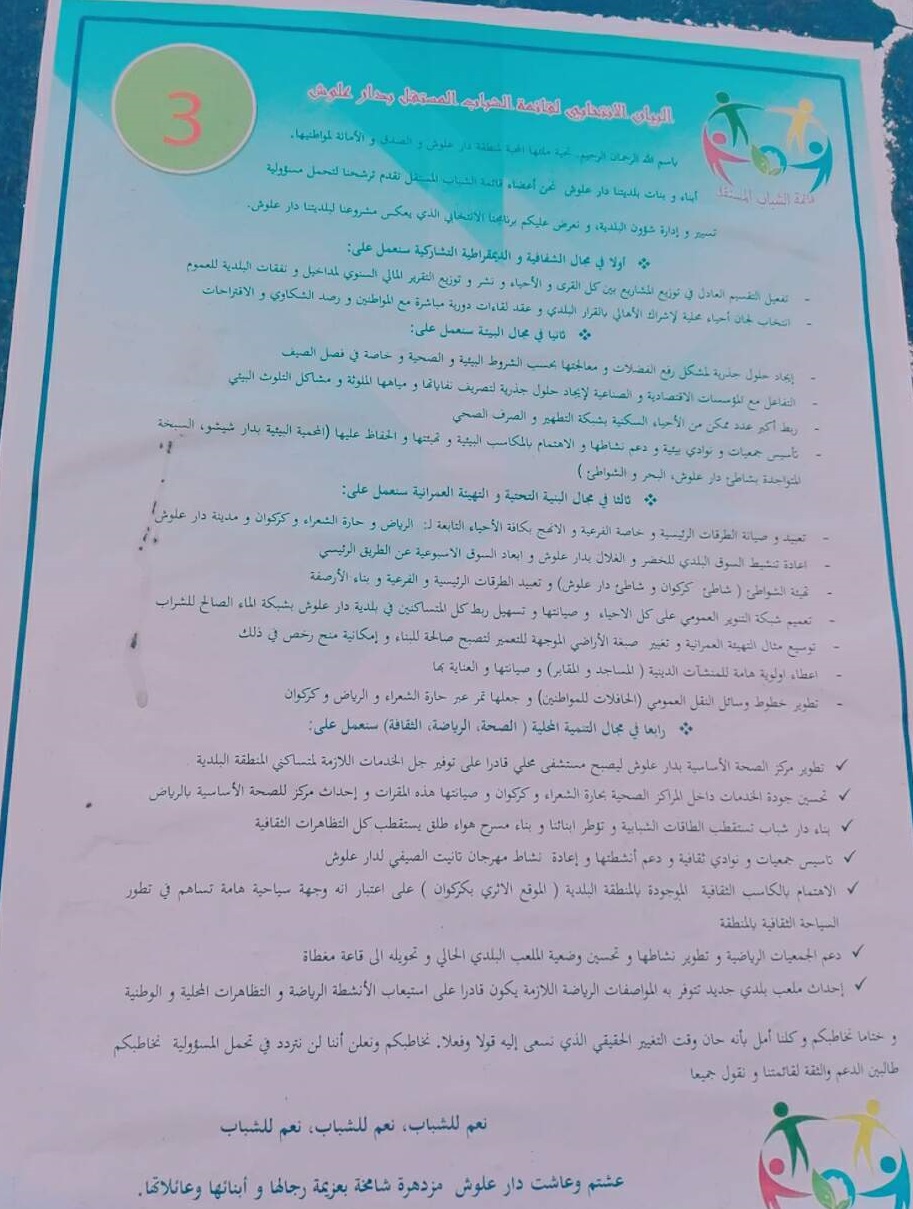 3
البيان الانتخابي لقائمة الشباب المستقل بدار علوش
قائمة الشباب المستقل
باسم الله الرحمان الرحيم، تحية ملئها المحبة لمنطقة دار علوش و الصدق و الأمانة لمواطنيها.
أبناء و بنات بلديتنا دار علوش نحن أعضاء قائمة الشباب المستقل نقدم ترشحنا لتحمل مسؤولية
تسيير و إدارة شؤون البلدية، و نعرض عليكم برنامجنا الانتخابي الذي يعكس مشروعنا لبلديتنا دار علوش.
❖ أولا في مجال الشفافية و الديمقراطية التشاركية سنعمل على:
- تفعيل التقسيم العادل في توزيع المشاريع بين كل القرى و الأحياء و نشر و توزيع التقرير المالي السنوي لمداخيل و نفقات البلدية للعموم
- انتخاب لجان أحياء محلية لإشراك الأهالي بالقرار البلدي و عقد لقاءات دورية مباشرة مع المواطنين و رصد الشكاوي و الاقتراحات
❖ ثانيا في مجال البيئة سنعمل على:
- إيجاد حلول جذرية لمشكل رفع الفضلات و معالجتها بحسب الشروط البيئية و الصحية و خاصة في فصل الصيف
- التفاعل مع المؤسسات الاقتصادية و الصناعية لإيجاد حلول جذرية لتصريف نفاياتها و مياهها الملوثة و مشاكل التلوث البيئي
- ربط أكبر عدد ممكن من الأحياء السكنية بشبكة التطهير و الصرف الصحي
- تأسيس جمعيات و نوادي بيئية و دعم نشاطها و الاهتمام بالمكاسب البيئية و تهيئتها و الحفاظ عليها (المحمية البيئية بدار شيشو، السبخة
المتواجدة بشاطئ دار علوش، البحر و الشواطئ )
❖ ثالثا في مجال البنية التحتية و التهيئة العمرانية سنعمل على:
- تعبيد و صيانة الطرقات الرئيسية و خاصة الفرعية و الانهج بكافة الأحياء التابعة لـ: الرياض و حارة الشعراء و كركوان و مدينة دار علوش
- اعادة تنشيط السوق البلدي للخضر و الغلال بدار علوش و ابعاد السوق الاسبوعية عن الطريق الرئيسي
- تهيئة الشواطئ ( شاطئ كركوان و شاطئ دار علوش) و تعبيد الطرقات الرئيسية و الفرعية و بناء الأرصفة
- تعميم شبكة التنوير العمومي على كل الاحياء و صيانتها و تسهيل ربط كل المتساكنين في بلدية دار علوش بشبكة الماء الصالح للشراب
- توسيع مثال التهيئة العمرانية و تغيير صبغة الأراضي الموجهة للتعمير لتصبح صالحة للبناء و إمكانية منح رخص في ذلك
- اعطاء اولوية هامة للمنشآت الدينية ( المساجد و المقابر) و صيانتها و العناية بها
- تطوير خطوط وسائل النقل العمومي (الحافلات للمواطنين) و جعلها تمر عبر حارة الشعراء و الرياض و كركوان
❖ رابعا في مجال التنمية المحلية ( الصحة، الرياضة، الثقافة) سنعمل على:
✓ تطوير مركز الصحة الأساسية بدار علوش ليصبح مستشفى محلي قادرا على توفير جل الخدمات اللازمة لمتساكني المنطقة البلدية
✓ تحسين جودة الخدمات داخل المراكز الصحية بحارة الشعراء و كركوان و صيانتها هذه المقرات و إحداث مركز للصحة الأساسية بالرياض
✓ بناء دار شباب تستقطب الطاقات الشبابية و تؤطر ابنائنا و بناء مسرح هواء طلق يستقطب كل التظاهرات الثقافية
✓ تاسيس جمعيات و نوادي ثقافية و دعم أنشطتها و إعادة نشاط مهرجان تانيت الصيفي لدار علوش
✓ الاهتمام بالكاسب الثقافية الموجودة بالمنطقة البلدية ( الموقع الاثري بكركوان ) على اعتبار انه وجهة سياحية هامة تساهم في تطور
السياحة الثقافية بالمنطقة
✓ دعم الجمعيات الرياضية و تطوير نشاطها و تحسين وضعية الملعب البلدي الحالي و تحويله الى قاعة مغطاة
✓ إحداث ملعب بلدي جديد تتوفر به المواصفات الرياضة اللازمة يكون قادرا على استيعاب الأنشطة الرياضة و التظاهرات المحلية و الوطنية
و ختاما نخاطبكم و كلنا أمل بأنه حان وقت التغيير الحقيقي الذي نسعى إليه قولا وفعلا. نخاطبكم ونعلن أننا لن نتردد في تحمل المسؤولية نخاطبكم
طالبين الدعم والثقة لقائمتنا و نقول جميعا
نعم للشباب، نعم للشباب، نعم للشباب
عشتم وعاشت دار علوش مزدهرة شامخة بعزيمة رجالها و أبنائها وعائلاتها.